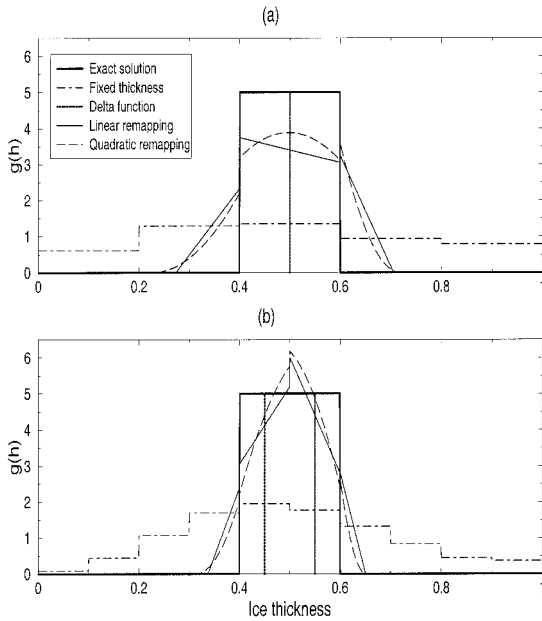 (a)
g(h)
6
5
4
3
2
1
0
Exact solution
Fixed thickness
Delta function
Linear remapping
Quadratic remapping
0 0.2 0.4 0.6 0.8 1
(b)
g(h)
6
5
4
3
2
1
0
0 0.2 0.4 0.6 0.8 1
Ice thickness